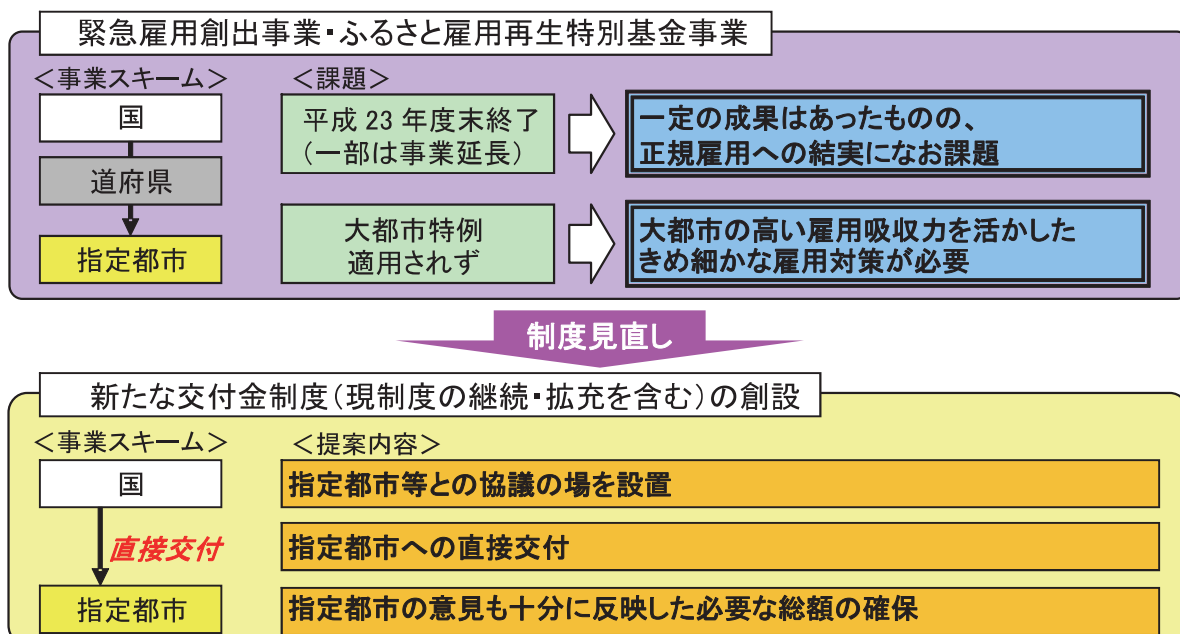 緊急雇用創出事業・ふるさと雇用再生特別基金事業
＜事業スキーム＞
国
道府県
指定都市
＜課題＞
平成23年度末終了
（一部は事業延長）
一定の成果はあったものの、
正規雇用への結実になお課題
大都市特例
適用されず
大都市の高い雇用吸収力を活かした
きめ細かな雇用対策が必要
制度見直し
新たな交付金制度（現制度の継続・拡充を含む）の創設
＜事業スキーム＞
国
直接交付
指定都市
＜提案内容＞
指定都市等との協議の場を設置
指定都市への直接交付
指定都市の意見も十分に反映した必要な総額の確保